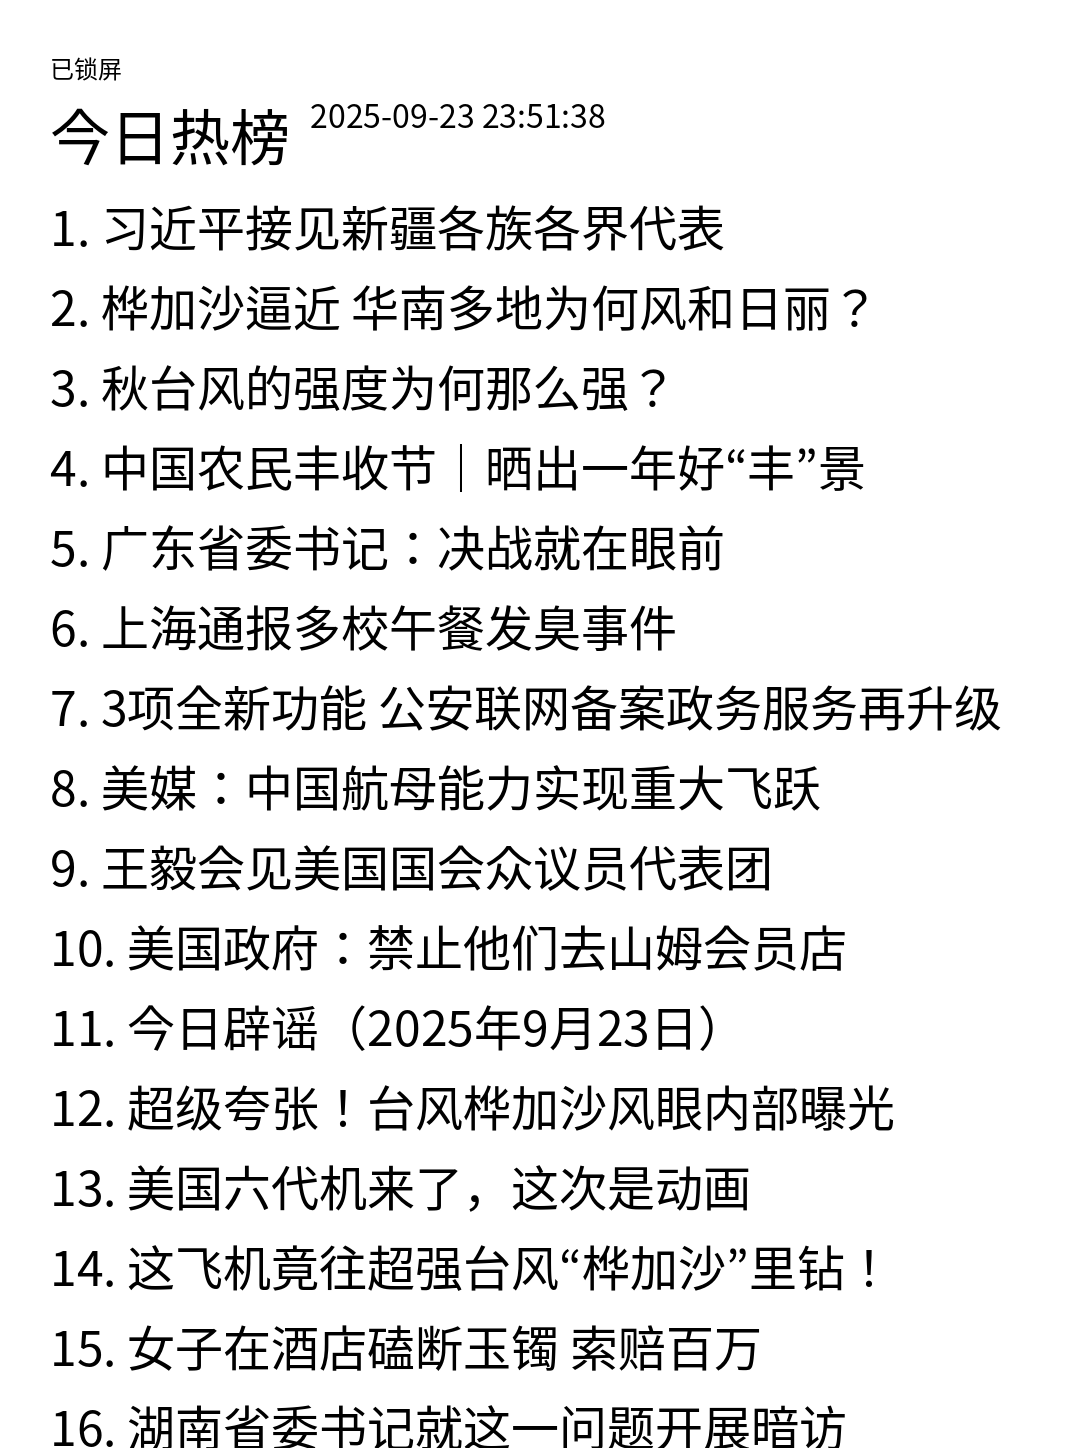 已锁屏
今日热榜 2025-09-23 23:51:38
1. 习近平接见新疆各族各界代表
2. 桦加沙逼近 华南多地为何风和日丽？
3. 秋台风的强度为何那么强？
4. 中国农民丰收节｜晒出一年好“丰”景
5. 广东省委书记：决战就在眼前
6. 上海通报多校午餐发臭事件
7. 3项全新功能 公安联网备案政务服务再升级
8. 美媒：中国航母能力实现重大飞跃
9. 王毅会见美国国会众议员代表团
10. 美国政府：禁止他们去山姆会员店
11. 今日辟谣（2025年9月23日）
12. 超级夸张！台风桦加沙风眼内部曝光
13. 美国六代机来了，这次是动画
14. 这飞机竟往超强台风“桦加沙”里钻！
15. 女子在酒店磕断玉镯 索赔百万
16. 湖南省委书记就这一问题开展暗访